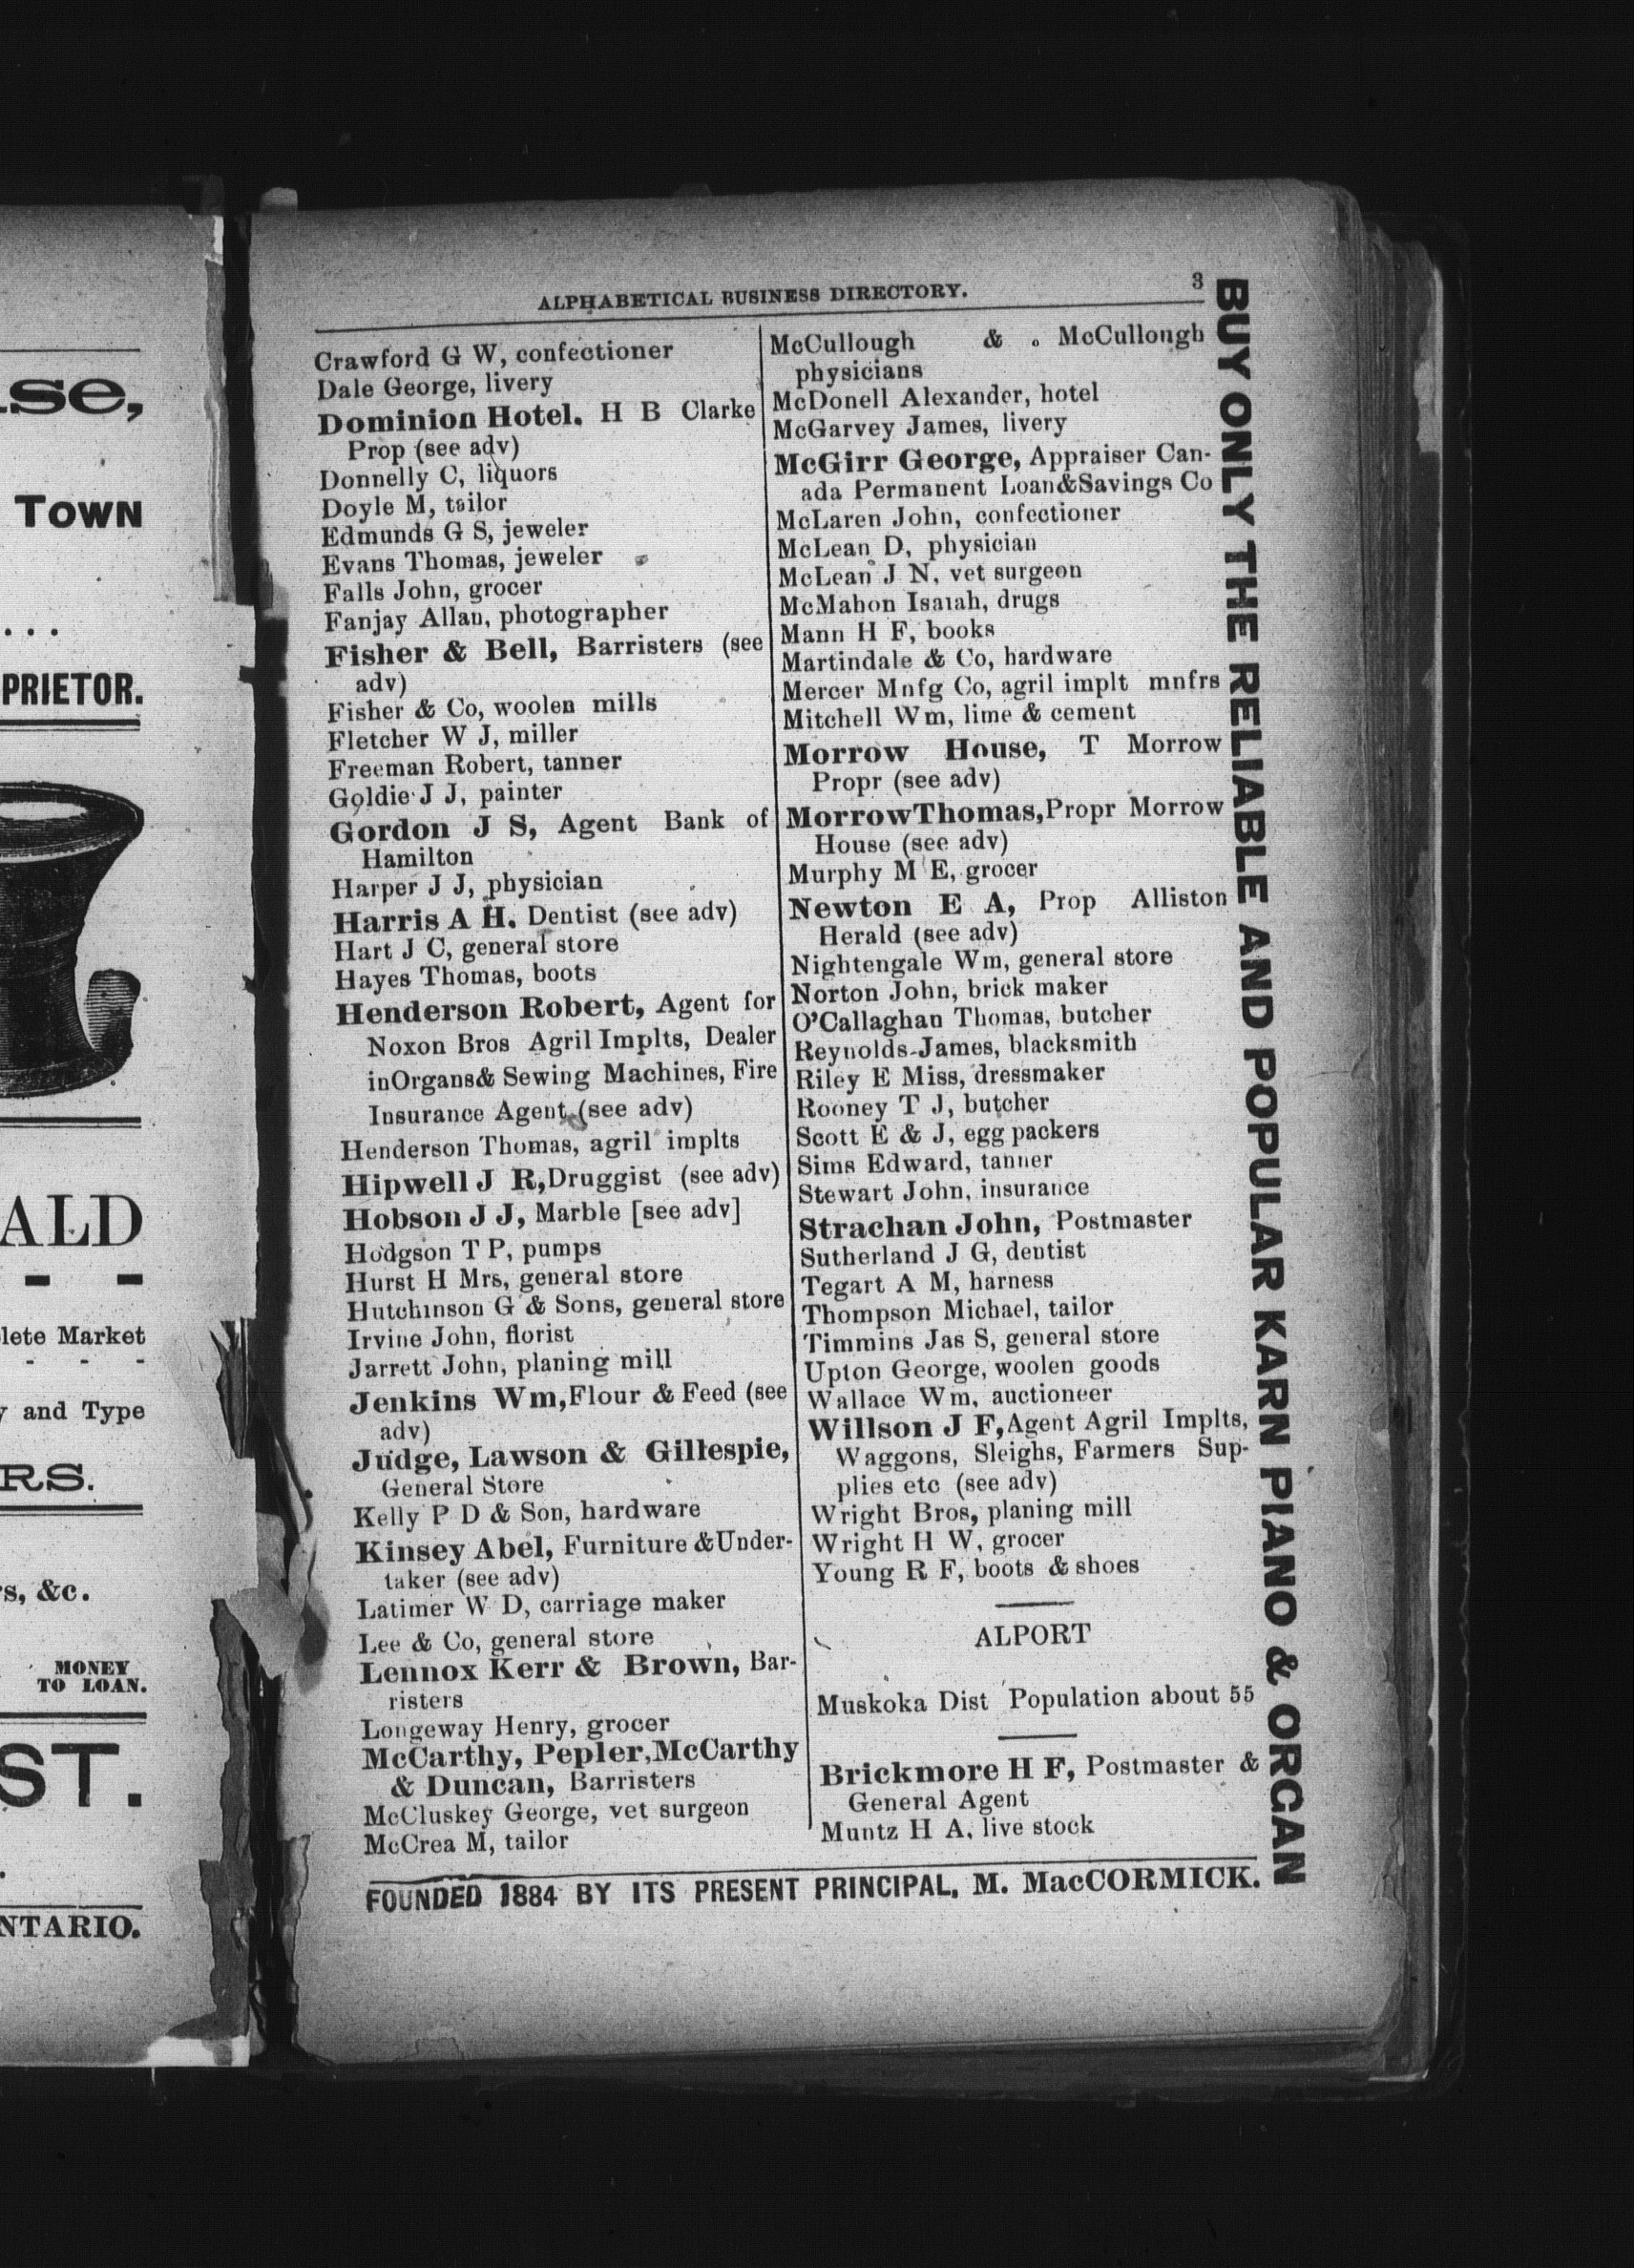 se,
TOWN
...
PRIETOR.
ALD
lete Market
and Type
RS.
s, &c.
MONEY
TO LOAN.
ST.
NTARIO.
ALPHABETICAL BUSINESS DIRECTORY. 3
Crawford G W, confectioner
Dale George, livery
Dominion Hotel. H B Clarke
Prop (see adv)
Donnelly C, liquors
Doyle M, tailor
Edmunds G S, jeweler
Evans Thomas, jeweler
Falls John, grocer
Fanjay Allan, photographer
Fisher & Bell, Barristers (see
adv)
Fisher & Co, woolen mills
Fletcher W J, miller
Freeman Robert, tanner
Goldie J J, painter
Gordon J S, Agent Bank of
Hamilton
Harper J J, physician
Harris A H. Dentist (see adv)
Hart J C, general store
Hayes Thomas, boots
Henderson Robert, Agent for
Noxon Bros Agril Implts, Dealer
inOrgans& Sewing Machines, Fire
Insurance Agent (see adv)
Henderson Thomas, agril implts
Hipwell J R,Druggist (see adv)
Hobson J J, Marble [see adv]
Hodgson T P, pumps
Hurst H Mrs, general store
Hutchinson G & Sons, general store
Irvine John, florist
Jarrett John, planing mill
Jenkins Wm,Flour & Feed (see
adv)
Judge, Lawson & Gillespie,
General Store
Kelly P D & Son, hardware
Kinsey Abel, Furniture &Under-
taker (see adv)
Latimer W D, carriage maker
Lee & Co, general store
Lennox Kerr & Brown, Bar-
risters
Longeway Henry, grocer
McCarthy, Pepler,McCarthy
& Duncan, Barristers
McCluskey George, vet surgeon
McCrea M, tailor
McCullough & McCullough
physicians
McDonell Alexander, hotel
McGarvey James, livery
McGirr George, Appraiser Can-
ada Permanent Loan&Savings Co
McLaren John, confectioner
McLean D, physician
McLean J N, vet surgeon
McMahon Isaiah, drugs
Mann H F, books
Martindale & Co, hardware
Mercer Mnfg Co, agril implt mnfrs
Mitchell Wm, lime & cement
Morrow House, T Morrow
Propr (see adv)
MorrowThomas,Propr Morrow
House (see adv)
Murphy M E, grocer
Newton E A, Prop Alliston
Herald (see adv)
Nightengale Wm, general store
Norton John, brick maker
O'Callaghan Thomas, butcher
Reynolds-James, blacksmith
Riley E Miss, dressmaker
Rooney T J, butcher
Scott E & J, egg packers
Sims Edward, tanner
Stewart John, insurance
Strachan John, Postmaster
Sutherland J G, dentist
Tegart A M, harness
Thompson Michael, tailor
Timmins Jas S, general store
Upton George, woolen goods
Wallace Wm, auctioneer
Willson J F,Agent Agril Implts,
Waggons, Sleighs, Farmers Sup-
plies etc (see adv)
Wright Bros, planing mill
Wright H W, grocer
Young R F, boots & shoes
ALPORT
Muskoka Dist Population about 55
Brickmore H F, Postmaster &
General Agent
Muntz H A, live stock
FOUNDED 1884 BY ITS PRESENT PRINCIPAL, M. MacCORMICK.
BUY ONLY THE RELIABLE AND POPULAR KARN PIANO & ORGAN